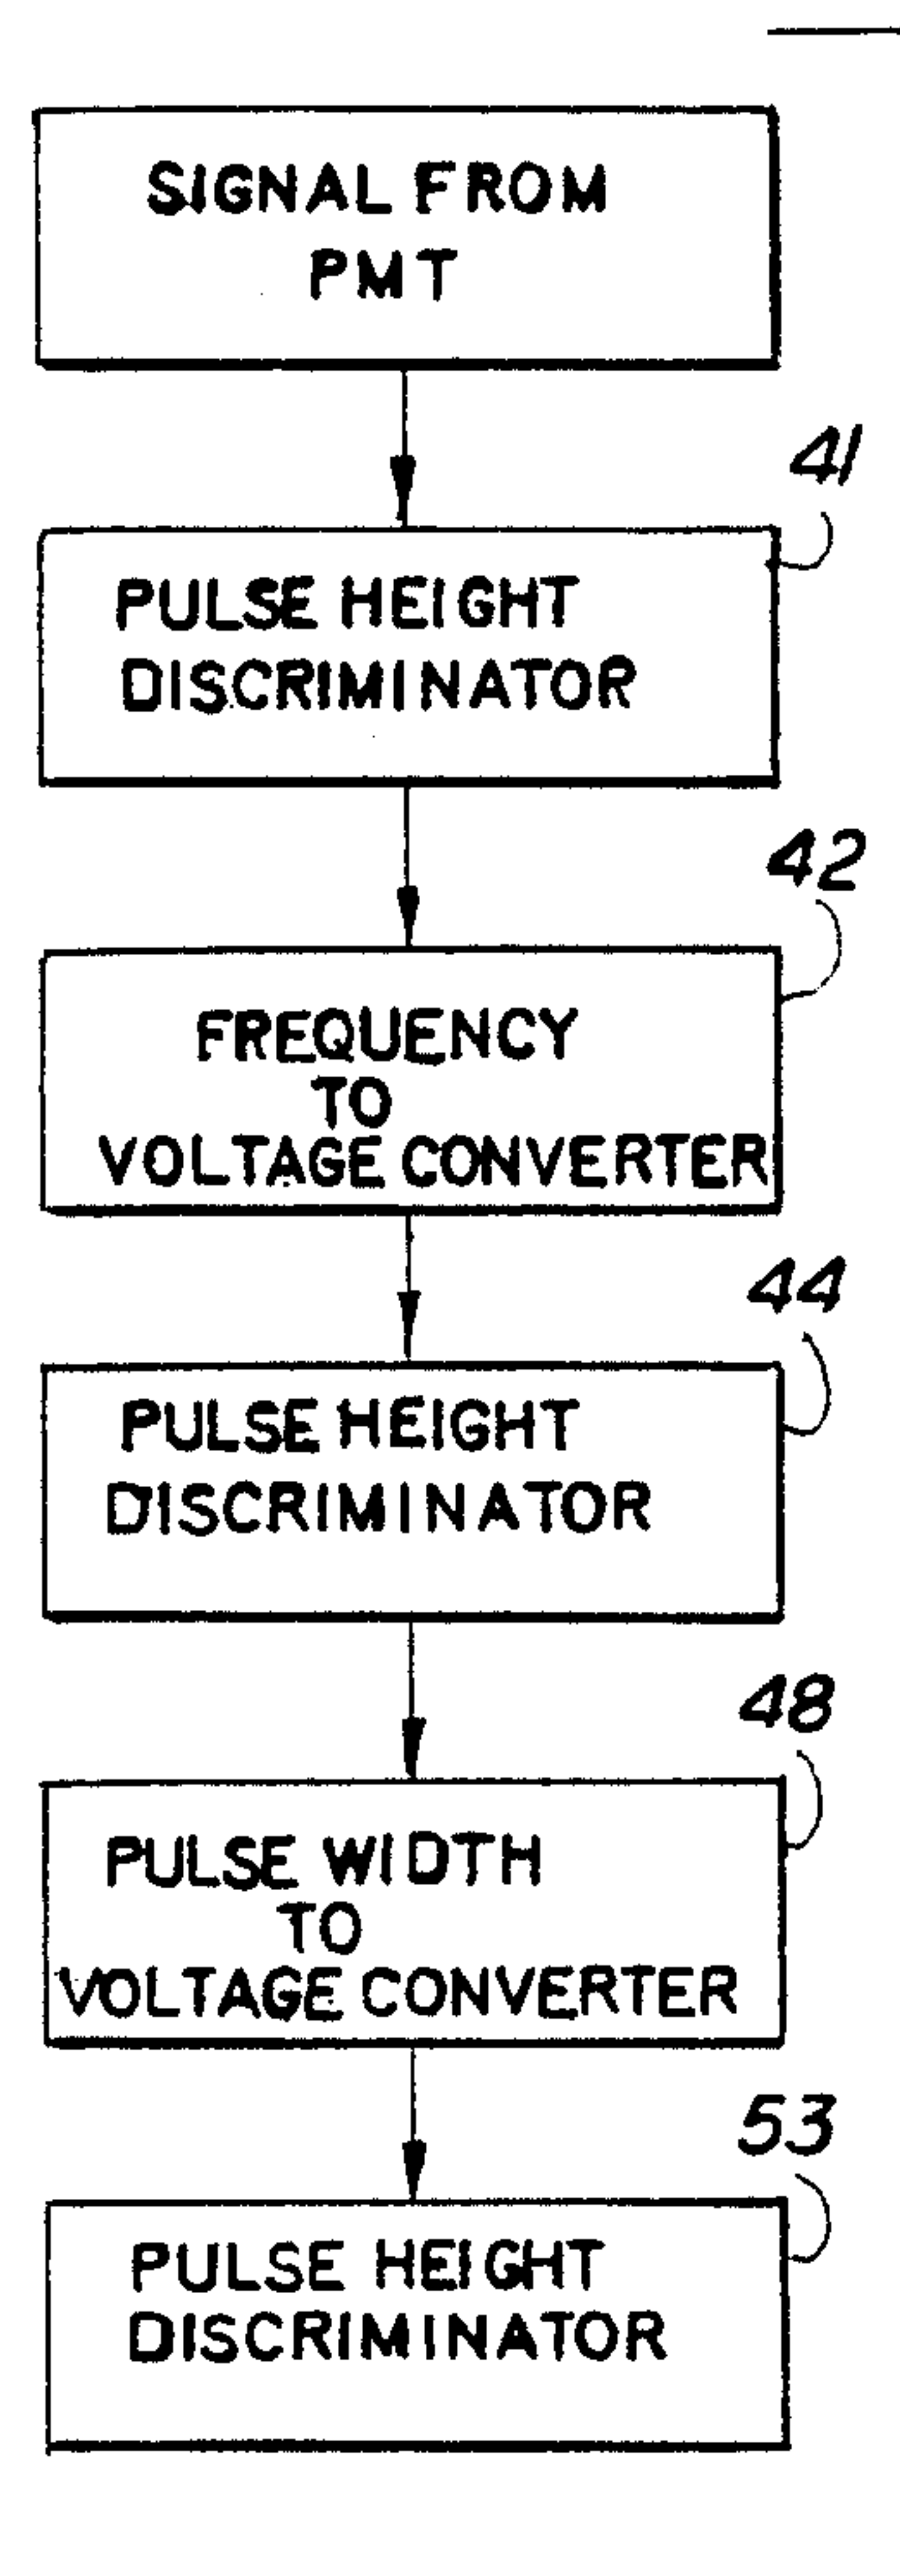 SIGNAL FROM
PMT
41
PULSE HEIGHT
DISCRIMINATOR
42
FREQUENCY
TO
VOLTAGE CONVERTER
44
PULSE HEIGHT
DISCRIMINATOR
48
PULSE WIDTH
TO
VOLTAGE CONVERTER
53
PULSE HEIGHT
DISCRIMINATOR